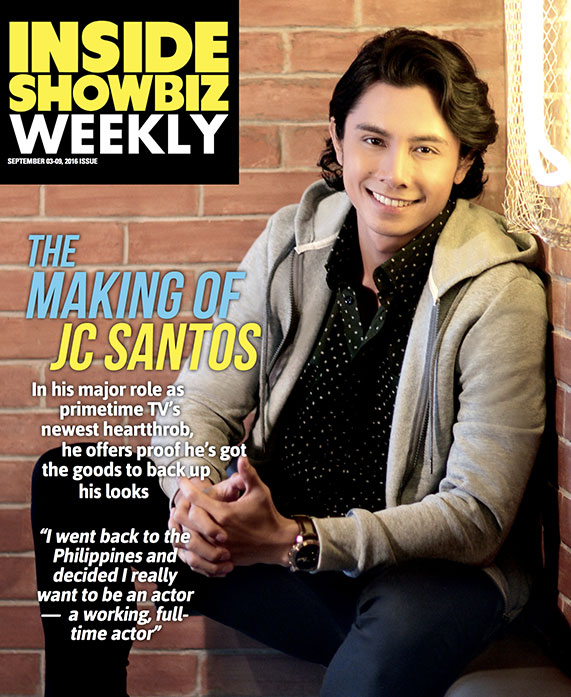 INSIDE
SHOWBIZ
WEEKLY
SEPTEMBER 03-09, 2016 ISSUE
THE
MAKING OF
JC SANTOS
In his major role as
primetime TV's
newest heartthrob,
he offers proof he's got
the goods to back up
his looks
“I went back to the
Philippines and
decided I really
want to be an actor
— a working, full-
time actor”